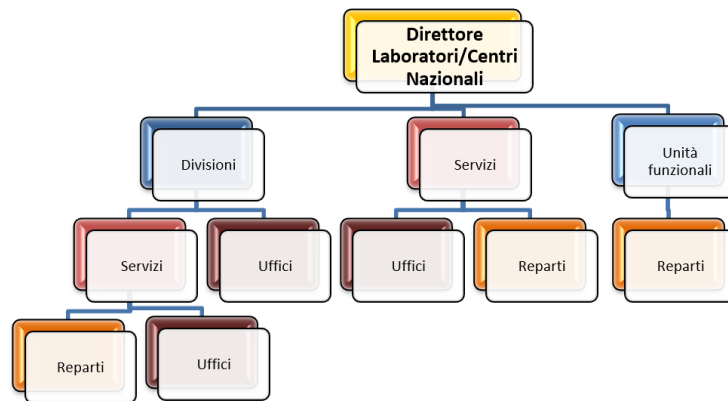 Direttore
Laboratori/Centri
Nazionali
Divisioni
Servizi
Unità
funzionali
Servizi
Uffici
Uffici
Reparti
Reparti
Reparti
Uffici